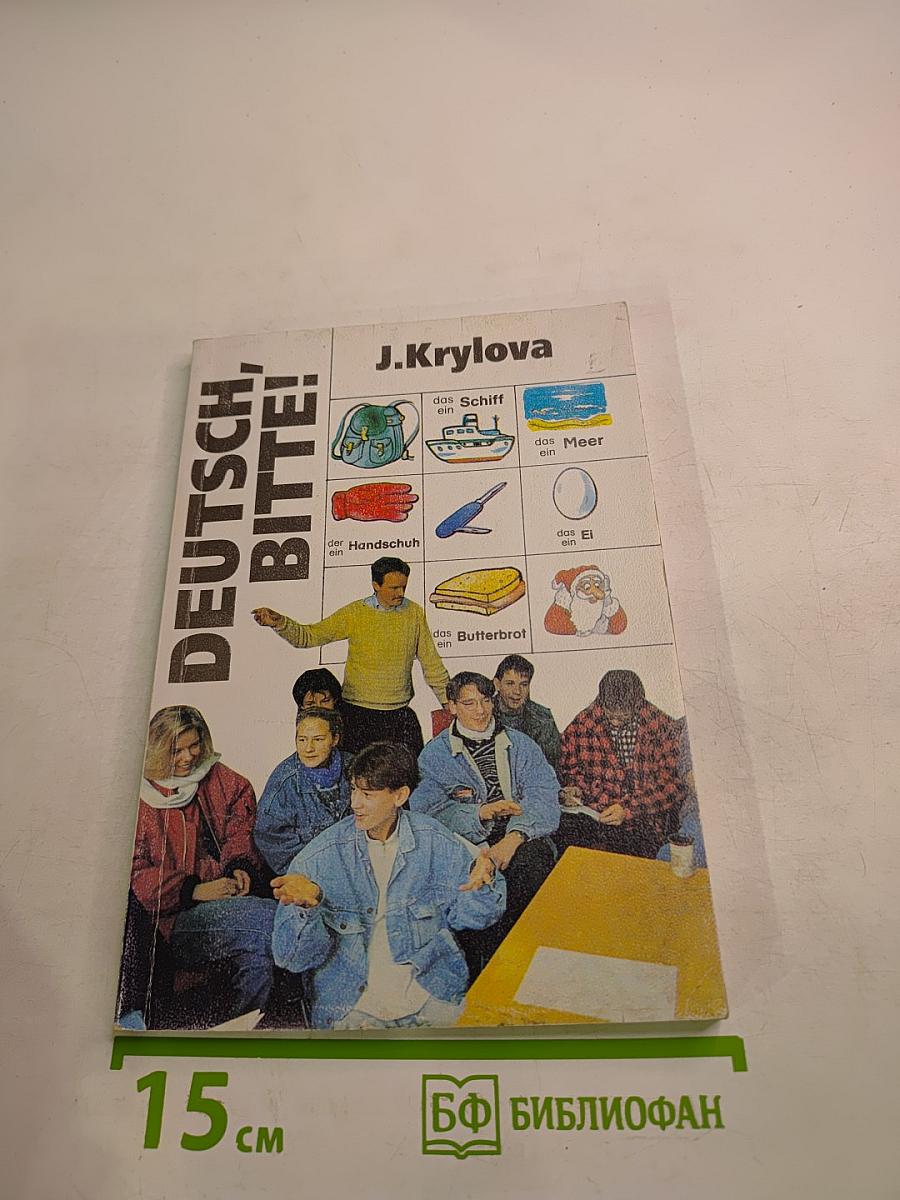 DEUTSCH,
BITTE!
J.Krylova
das
ein
Schiff
das
ein
Meer
der
ein
Handschuh
das
ein
Ei
das
ein
Butterbrot
15 см
БФ БИБЛИОФАН